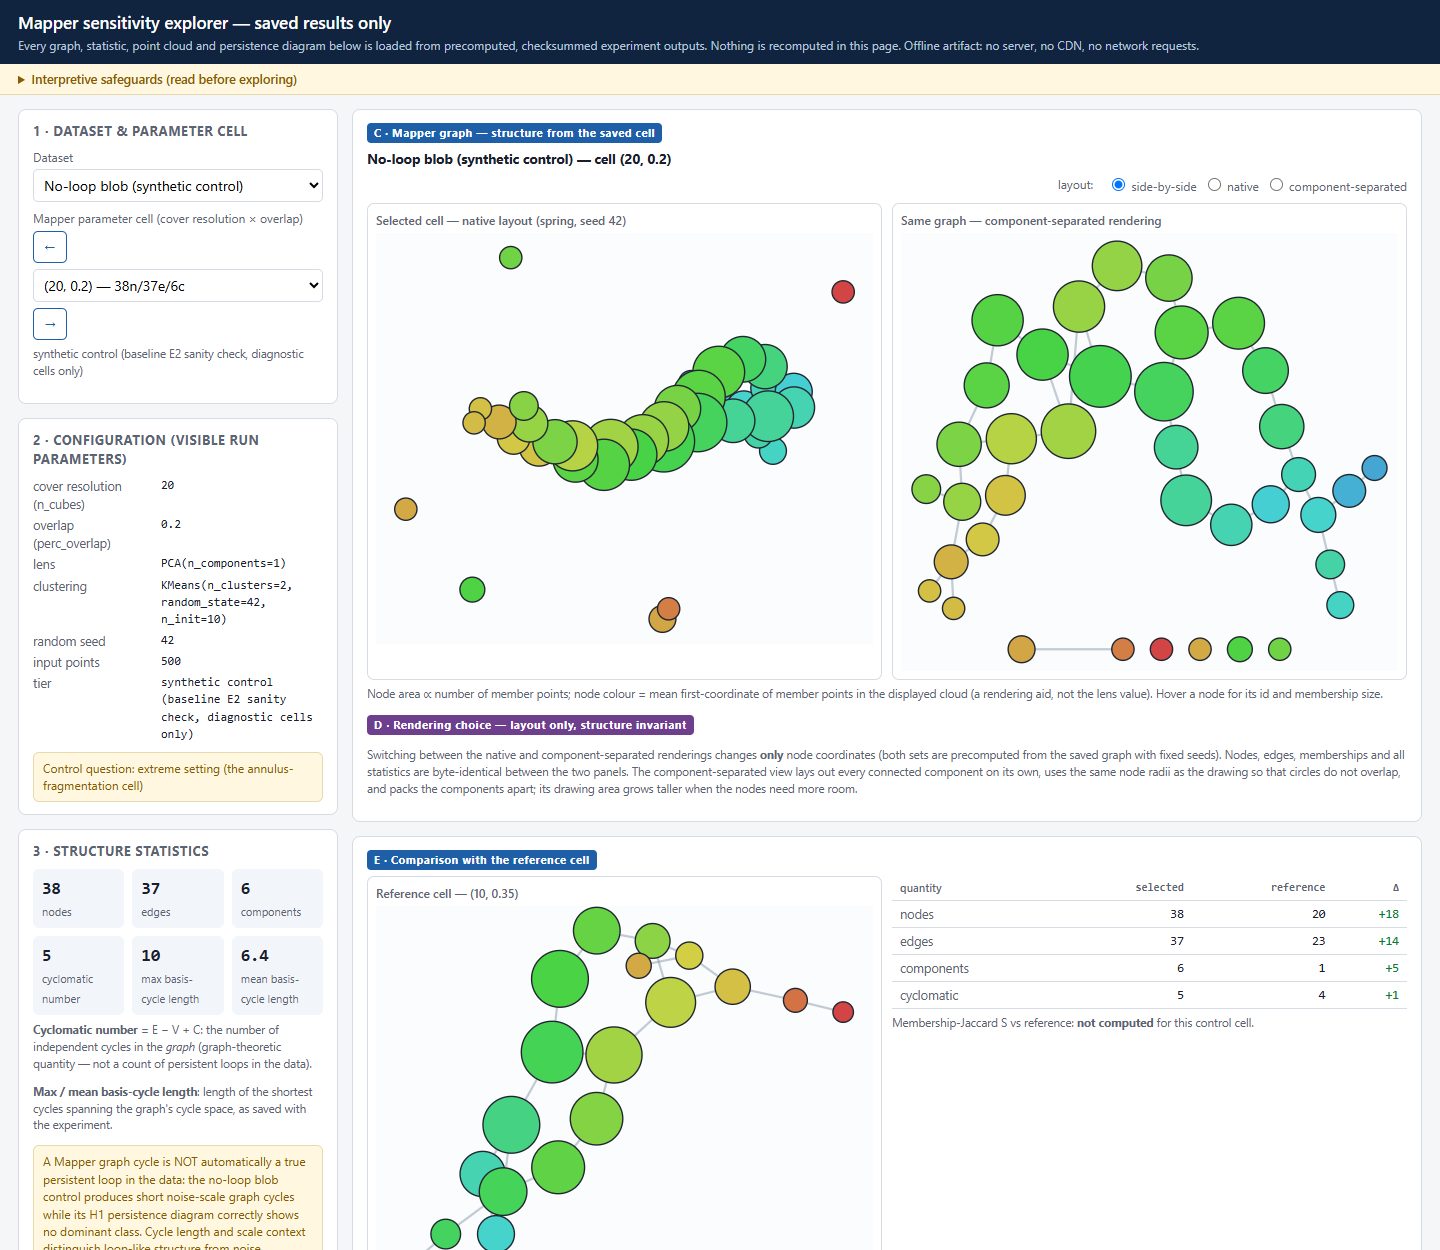 Mapper sensitivity explorer — saved results only
Every graph, statistic, point cloud and persistence diagram below is loaded from precomputed, checksummed experiment outputs. Nothing is recomputed in this page. Offline artifact: no server, no CDN, no network requests.
▶ Interpretive safeguards (read before exploring)
1 · DATASET & PARAMETER CELL
Dataset
No-loop blob (synthetic control)
Mapper parameter cell (cover resolution × overlap)
←
(20, 0.2) — 38n/37e/6c
→
synthetic control (baseline E2 sanity check, diagnostic
cells only)
2 · CONFIGURATION (VISIBLE RUN
PARAMETERS)
cover resolution 20
(n_cubes)
overlap 0.2
(perc_overlap)
lens PCA(n_components=1)
clustering KMeans(n_clusters=2,
random_state=42,
n_init=10)
random seed 42
input points 500
tier synthetic control
(baseline E2 sanity
check, diagnostic cells
only)
Control question: extreme setting (the annulus-
fragmentation cell)
3 · STRUCTURE STATISTICS
38 37 6
nodes edges components
5 10 6.4
cyclomatic max basis- mean basis-
number cycle length cycle length
Cyclomatic number = E − V + C: the number of
independent cycles in the graph (graph-theoretic
quantity — not a count of persistent loops in the data).
Max / mean basis-cycle length: length of the shortest
cycles spanning the graph's cycle space, as saved with
the experiment.
A Mapper graph cycle is NOT automatically a true
persistent loop in the data: the no-loop blob
control produces short noise-scale graph cycles
while its H1 persistence diagram correctly shows
no dominant class. Cycle length and scale context
distinguish loop-like structure from noise
C · Mapper graph — structure from the saved cell
No-loop blob (synthetic control) — cell (20, 0.2)
layout: side-by-side native component-separated
Selected cell — native layout (spring, seed 42)
Same graph — component-separated rendering
Node area ∝ number of member points; node colour = mean first-coordinate of member points in the displayed cloud (a rendering aid, not the lens value). Hover a node for its id and membership size.
D · Rendering choice — layout only, structure invariant
Switching between the native and component-separated renderings changes only node coordinates (both sets are precomputed from the saved graph with fixed seeds). Nodes, edges, memberships and all
statistics are byte-identical between the two panels. The component-separated view lays out every connected component on its own, uses the same node radii as the drawing so that circles do not overlap,
and packs the components apart; its drawing area grows taller when the nodes need more room.
E · Comparison with the reference cell
Reference cell — (10, 0.35)
quantity selected reference Δ
nodes 38 20 +18
edges 37 23 +14
components 6 1 +5
cyclomatic 5 4 +1
Membership-Jaccard S vs reference: not computed for this control cell.